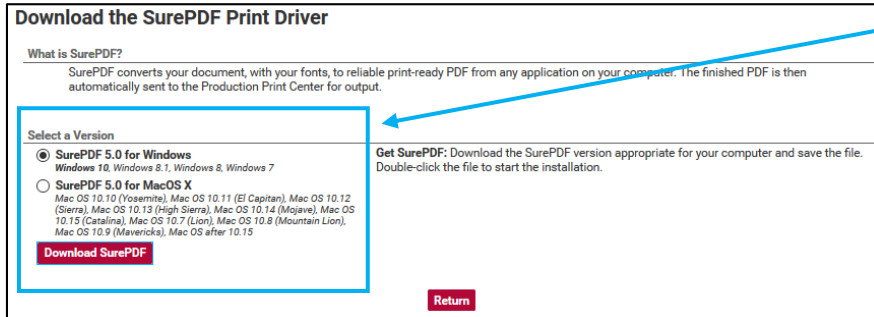 Download the SurePDF Print Driver
What is SurePDF?
SurePDF converts your document, with your fonts, to reliable print-ready PDF from any application on your computer. The finished PDF is then
automatically sent to the Production Print Center for output.
Select a Version
SurePDF 5.0 for Windows
Windows 10, Windows 8.1, Windows 8, Windows 7
SurePDF 5.0 for MacOS X
Mac OS 10.10 (Yosemite), Mac OS 10.11 (El Capitan), Mac OS 10.12
(Sierra), Mac OS 10.13 (High Sierra), Mac OS 10.14 (Mojave), Mac OS
10.15 (Catalina), Mac OS 10.7 (Lion), Mac OS 10.8 (Mountain Lion),
Mac OS 10.9 (Mavericks), Mac OS after 10.15
Download SurePDF
Get SurePDF: Download the SurePDF version appropriate for your computer and save the file.
Double-click the file to start the installation.
Return